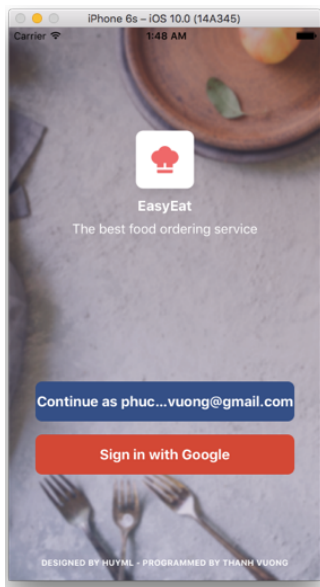 iPhone 6s – iOS 10.0 (14A345)
Carrier 1:48 AM
EasyEat
The best food ordering service
Continue as phuc...vuong@gmail.com
Sign in with Google
DESIGNED BY HUYML - PROGRAMMED BY THANH VUONG